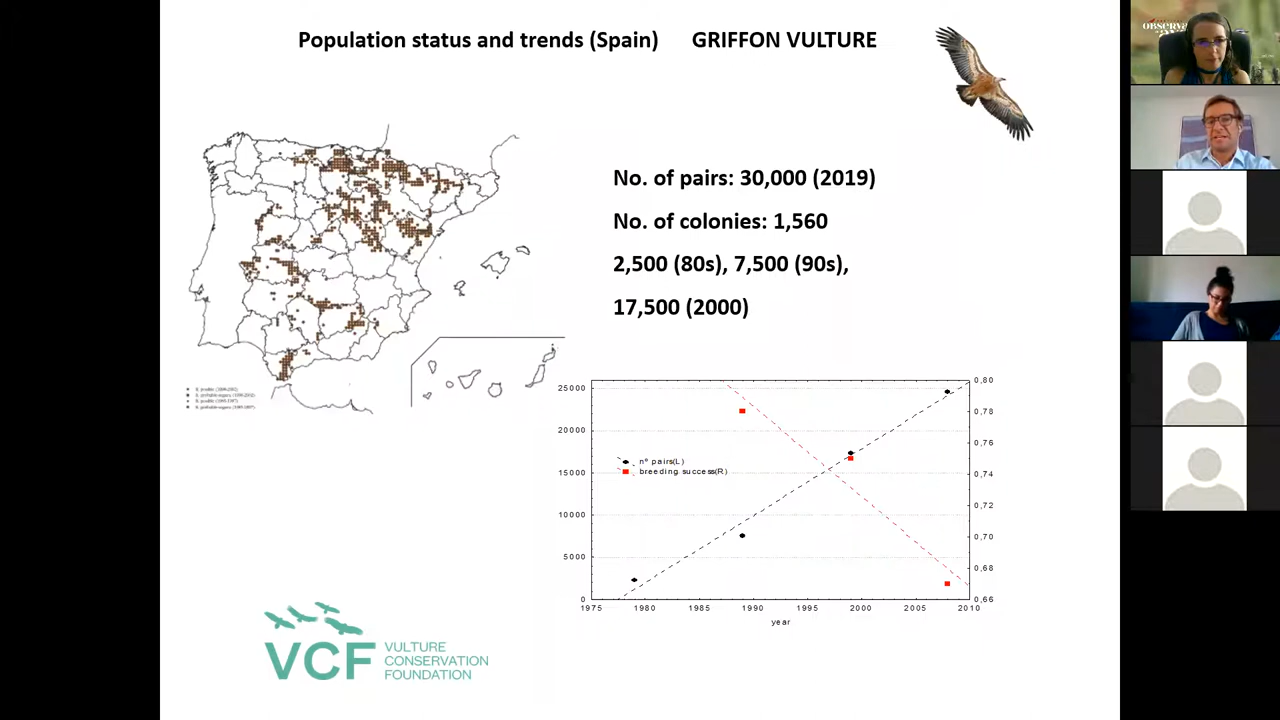 Population status and trends (Spain) GRIFFON VULTURE
No. of pairs: 30,000 (2019)
No. of colonies: 1,560
2,500 (80s), 7,500 (90s),
17,500 (2000)
25000
20000
15000
10000
5000
0
nº pairs(L)
breeding success(R)
0,80
0,78
0,76
0,74
0,72
0,70
0,68
0,66
1975 1980 1985 1990 1995 2000 2005 2010
year
VCF
VULTURE
CONSERVATION
FOUNDATION